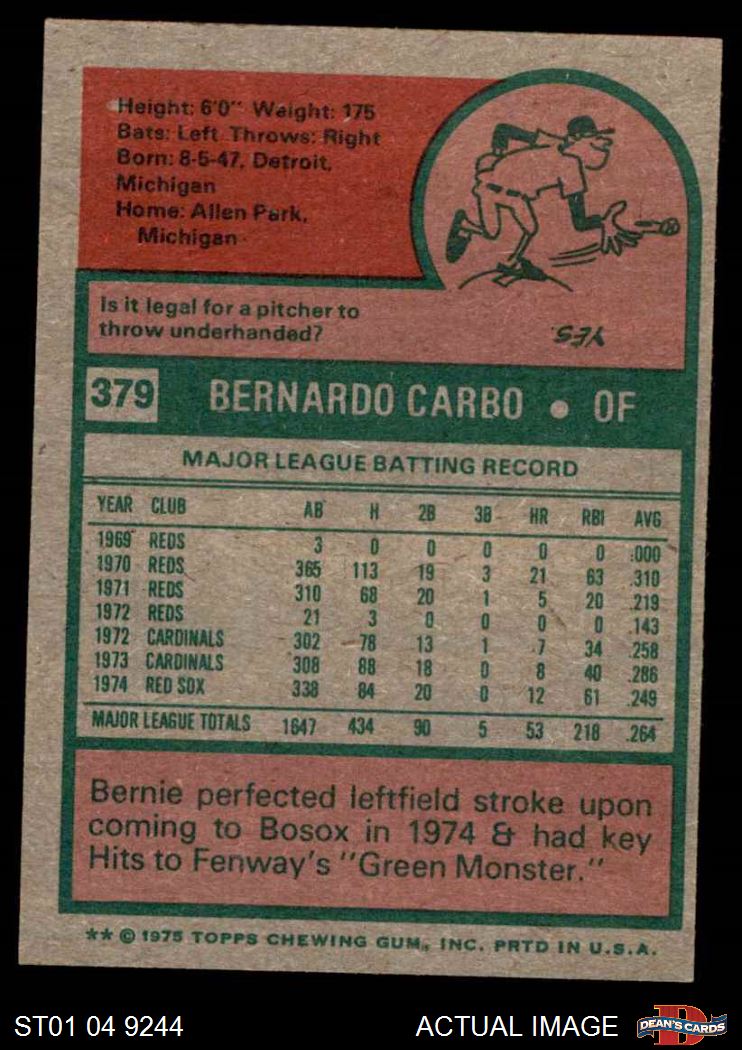 Height: 6'0" Weight: 175
Bats: Left Throws: Right
Born: 8-5-47, Detroit,
Michigan
Home: Allen Park,
Michigan
Is it legal for a pitcher to
throw underhanded?
YES.
379 BERNARDO CARBO • OF
MAJOR LEAGUE BATTING RECORD
YEAR CLUB AB H 2B 3B HR RBI AVG
1969 REDS 3 0 0 0 0 0 .000
1970 REDS 365 113 19 3 21 63 .310
1971 REDS 310 68 20 1 5 20 .219
1972 REDS 21 3 0 0 0 0 .143
1972 CARDINALS 302 78 13 1 7 34 .258
1973 CARDINALS 308 88 18 0 8 40 .286
1974 RED SOX 338 84 20 0 12 61 .249
MAJOR LEAGUE TOTALS 1647 434 90 5 53 218 .264
Bernie perfected leftfield stroke upon
coming to Bosox in 1974 & had key
Hits to Fenway's "Green Monster."
** © 1975 TOPPS CHEWING GUM, INC. PRTD IN U.S.A.
ST01 04 9244 ACTUAL IMAGE DEAN'S CARDS